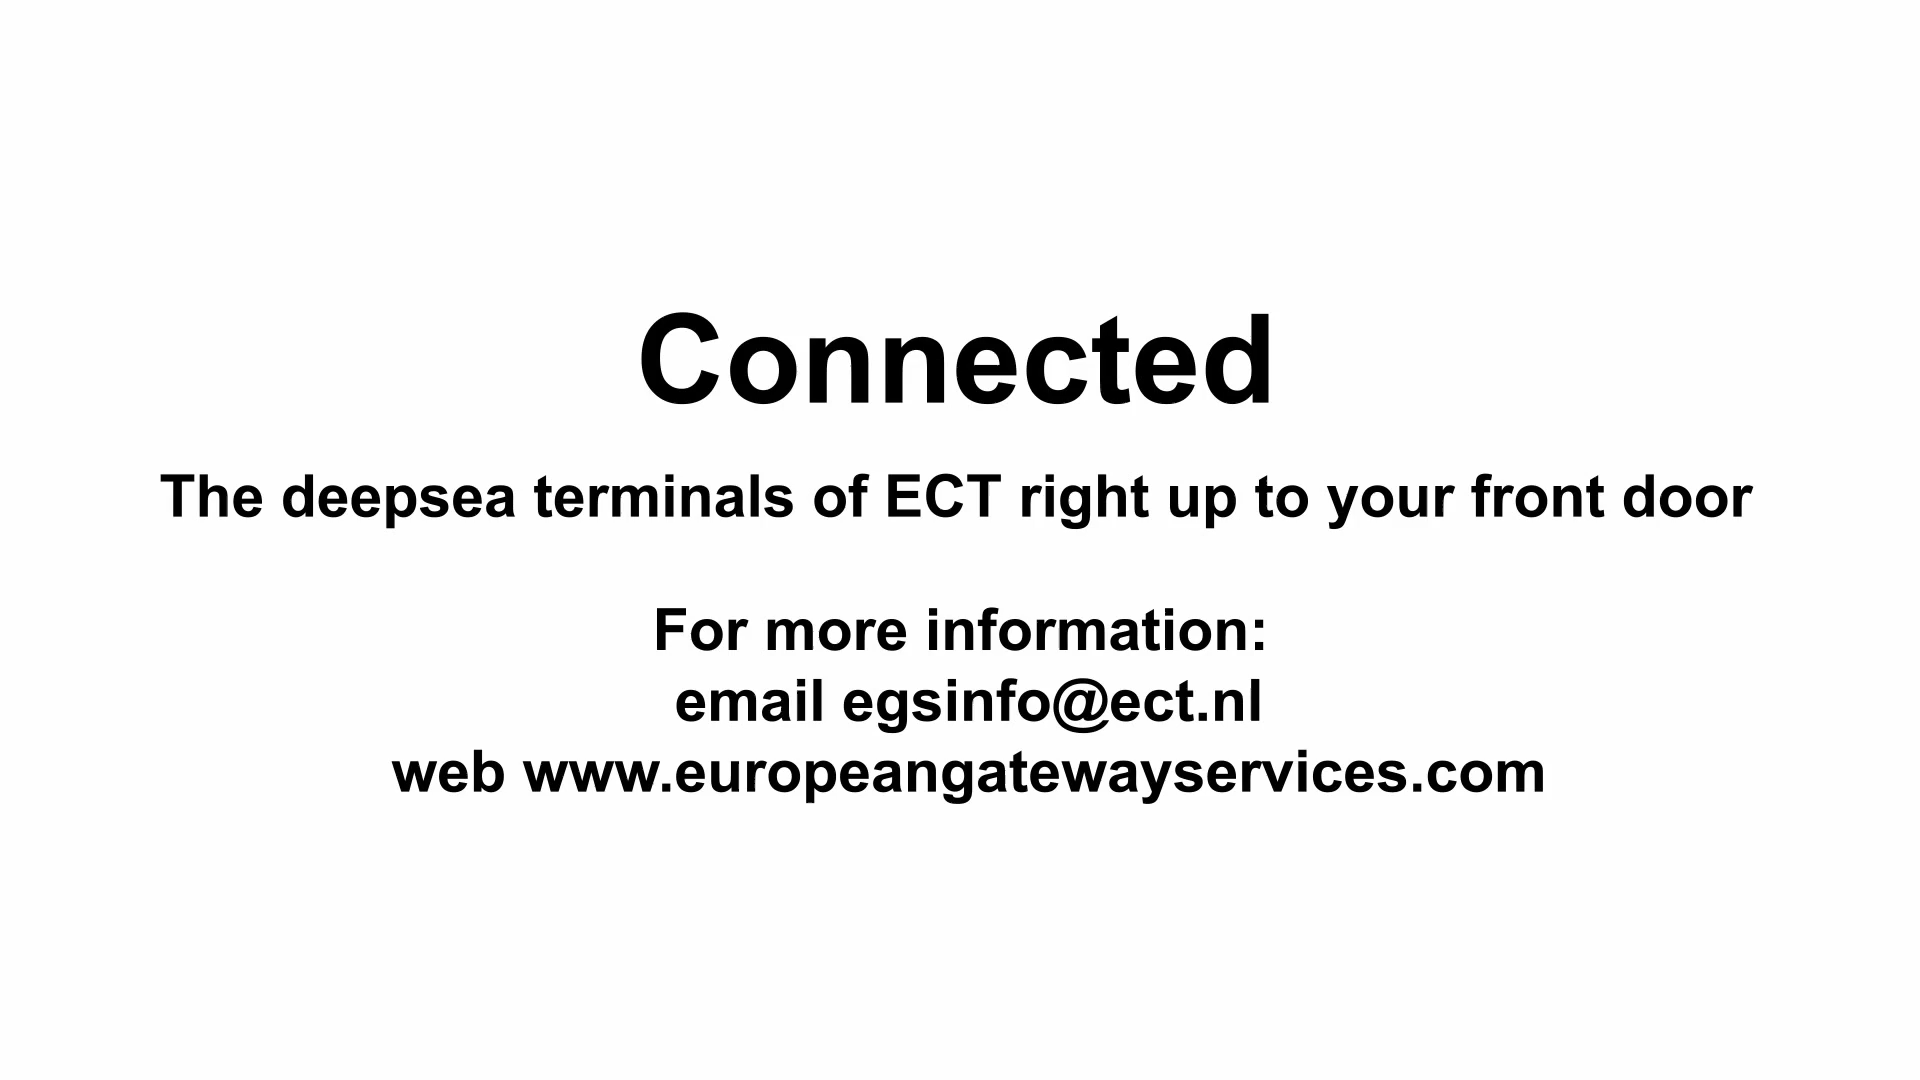 Connected
The deepsea terminals of ECT right up to your front door
For more information:
email egsinfo@ect.nl
web www.europeangatewayservices.com